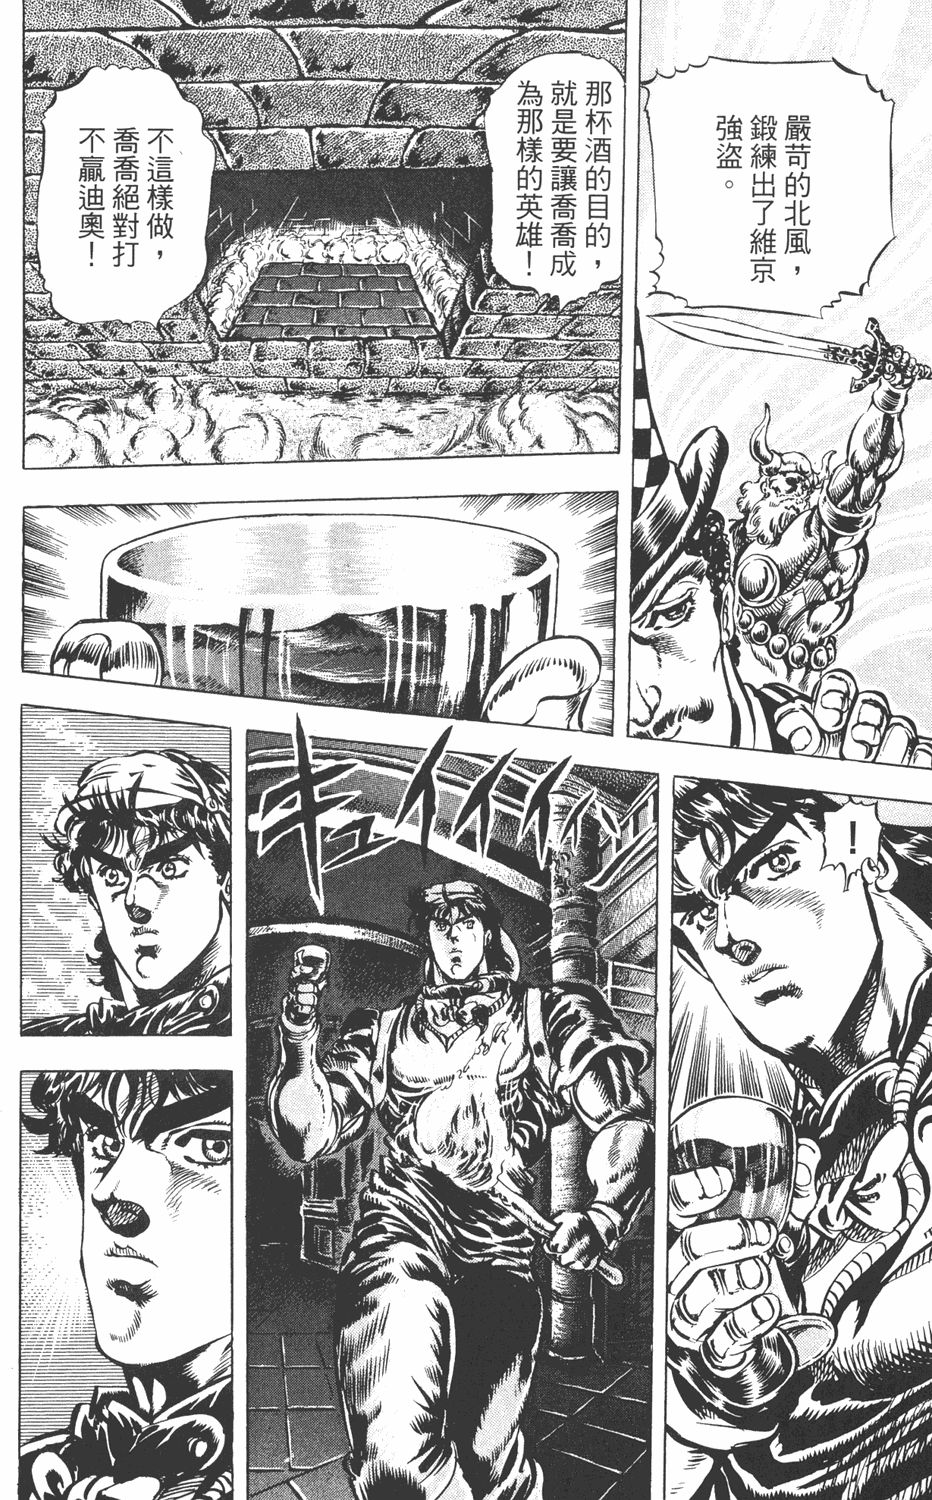 嚴苛的北風，
鍛練出了維京
強盜。
那杯酒的目的，
就是要讓喬喬成
為那樣的英雄！
不這樣做，
喬喬絕對打
不贏迪奧！
！
キュイイイイン